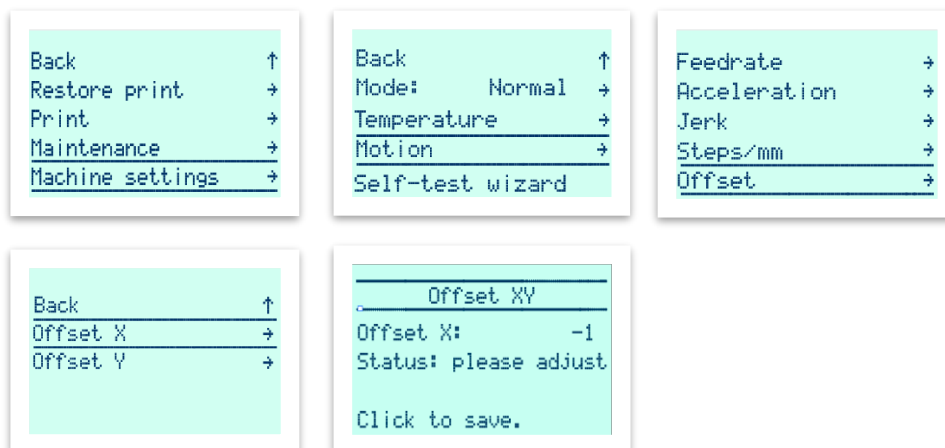 Back ↑
Restore print →
Print →
Maintenance →
Machine settings →
Back ↑
Mode: Normal →
Temperature →
Motion →
Self-test wizard
Feedrate →
Acceleration →
Jerk →
Steps/mm →
Offset →
Back ↑
Offset X →
Offset Y →
Offset XY
Offset X: -1
Status: please adjust
Click to save.